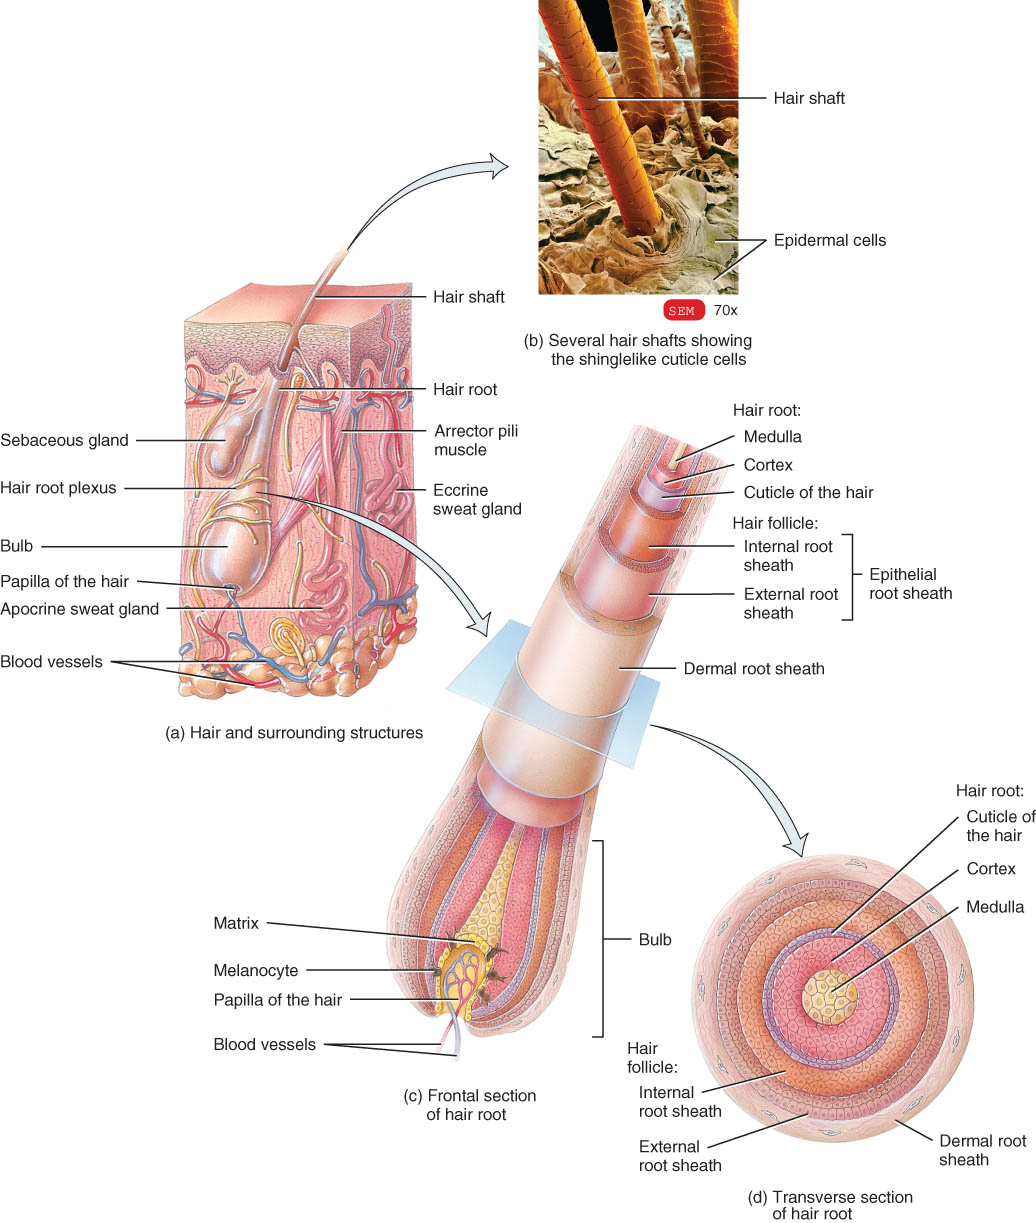 Hair shaft
Epidermal cells
SEM 70x
(b) Several hair shafts showing
the shinglelike cuticle cells
Hair shaft
Hair root
Arrector pili
muscle
Eccrine
sweat gland
Sebaceous gland
Hair root plexus
Bulb
Papilla of the hair
Apocrine sweat gland
Blood vessels
(a) Hair and surrounding structures
Hair root:
Medulla
Cortex
Cuticle of the hair
Hair follicle:
Internal root
sheath
External root
sheath
Epithelial
root sheath
Dermal root sheath
Matrix
Melanocyte
Papilla of the hair
Blood vessels
Bulb
(c) Frontal section
of hair root
Hair root:
Cuticle of
the hair
Cortex
Medulla
Hair
follicle:
Internal
root sheath
External
root sheath
Dermal root
sheath
(d) Transverse section
of hair root